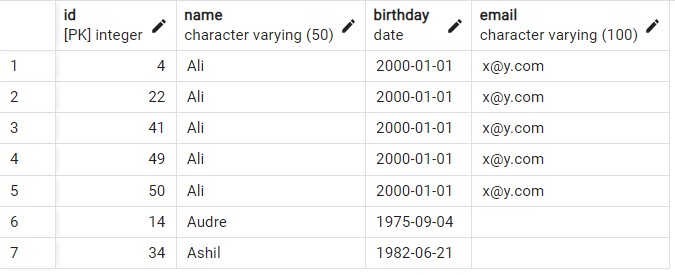 id name birthday email
[PK] integer character varying (50) date character varying (100)
1 4 Ali 2000-01-01 x@y.com
2 22 Ali 2000-01-01 x@y.com
3 41 Ali 2000-01-01 x@y.com
4 49 Ali 2000-01-01 x@y.com
5 50 Ali 2000-01-01 x@y.com
6 14 Audre 1975-09-04
7 34 Ashil 1982-06-21